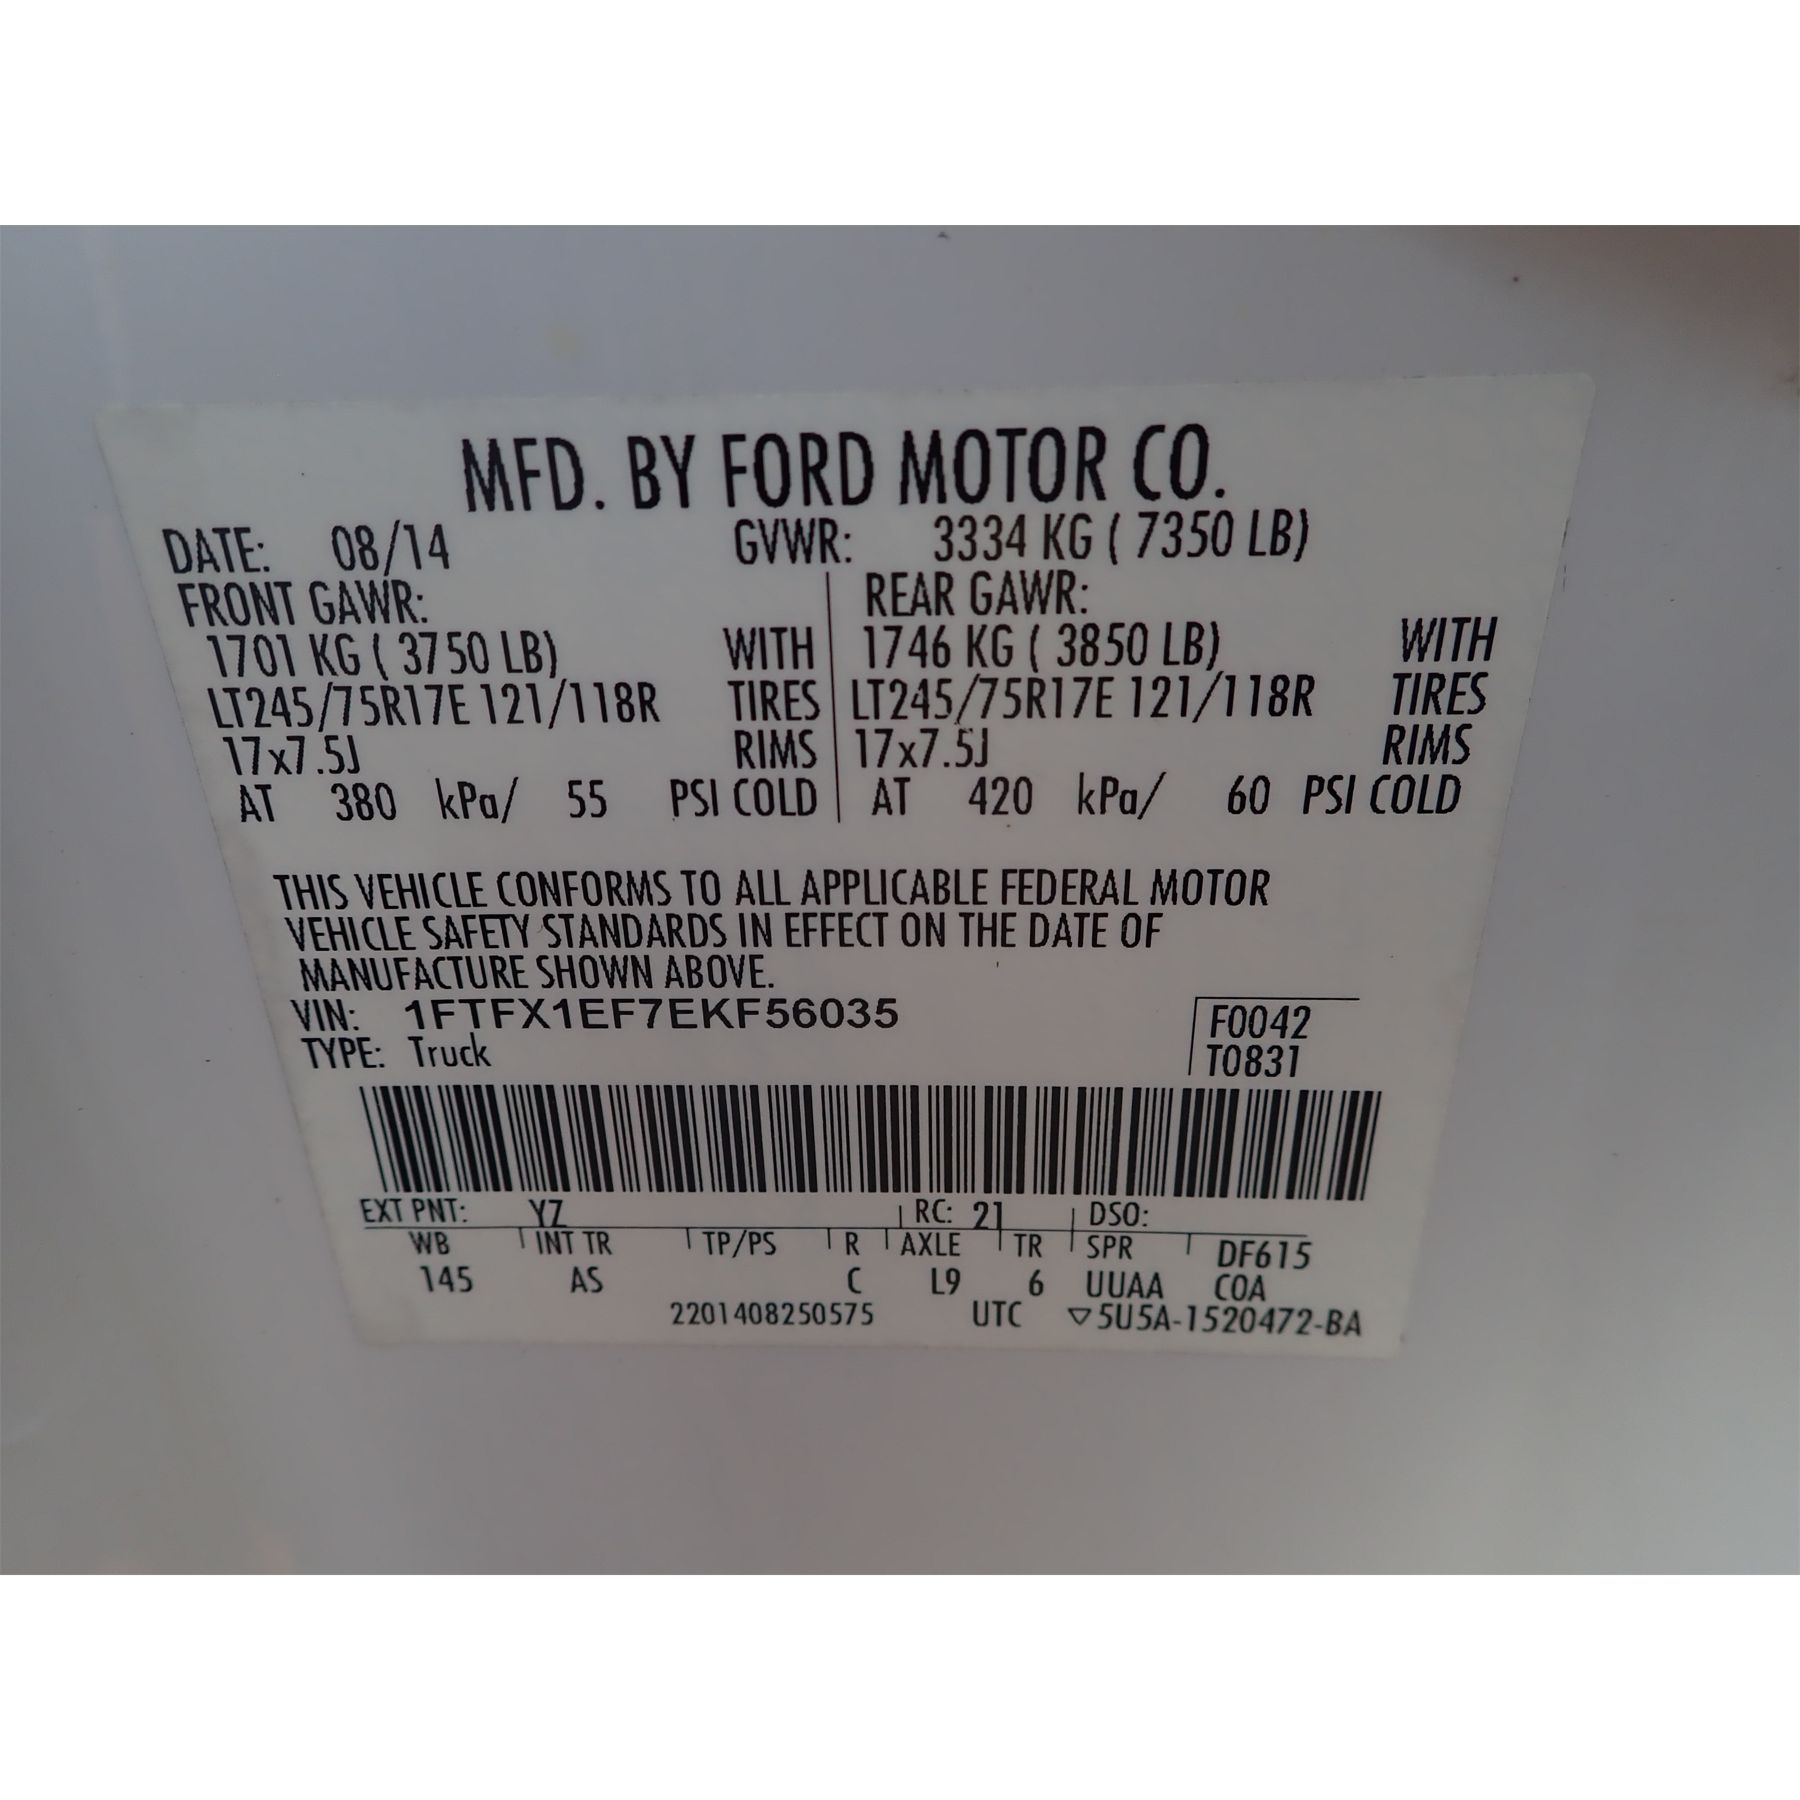 MFD. BY FORD MOTOR CO.
DATE: 08/14 GVWR: 3334 KG ( 7350 LB)
FRONT GAWR: REAR GAWR:
1701 KG ( 3750 LB) WITH 1746 KG ( 3850 LB) WITH
LT245/75R17E 121/118R TIRES LT245/75R17E 121/118R TIRES
17x7.5J RIMS 17x7.5J RIMS
AT 380 kPa/ 55 PSI COLD AT 420 kPa/ 60 PSI COLD
THIS VEHICLE CONFORMS TO ALL APPLICABLE FEDERAL MOTOR
VEHICLE SAFETY STANDARDS IN EFFECT ON THE DATE OF
MANUFACTURE SHOWN ABOVE.
VIN: 1FTFX1EF7EKF56035 F0042
TYPE: Truck T0831
EXT PNT: YZ RC: 21 DSO:
WB INT TR TP/PS R AXLE TR SPR DF615
145 AS C L9 6 UUAA COA
2201408250575 UTC ▽5U5A-1520472-BA